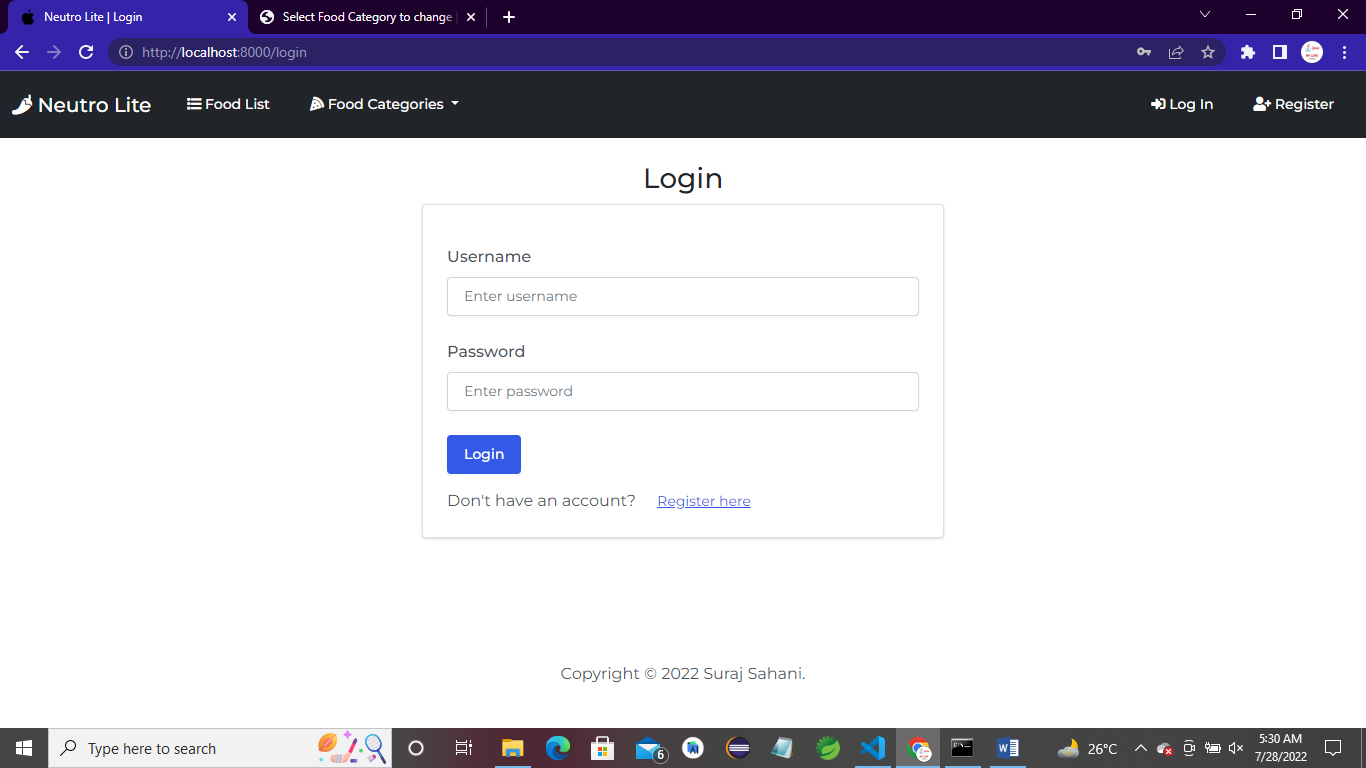 Neutro Lite | Login
Select Food Category to change
http://localhost:8000/login
Neutro Lite
Food List
Food Categories
Log In
Register
Login
Username
Enter username
Password
Enter password
Login
Don't have an account? Register here
Copyright © 2022 Suraj Sahani.
Type here to search
6
26°C
5:30 AM
7/28/2022